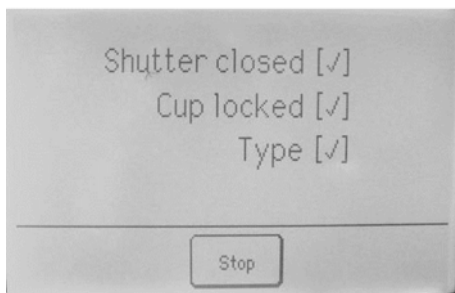 Shutter closed [✓]
Cup locked [✓]
Type [✓]
Stop